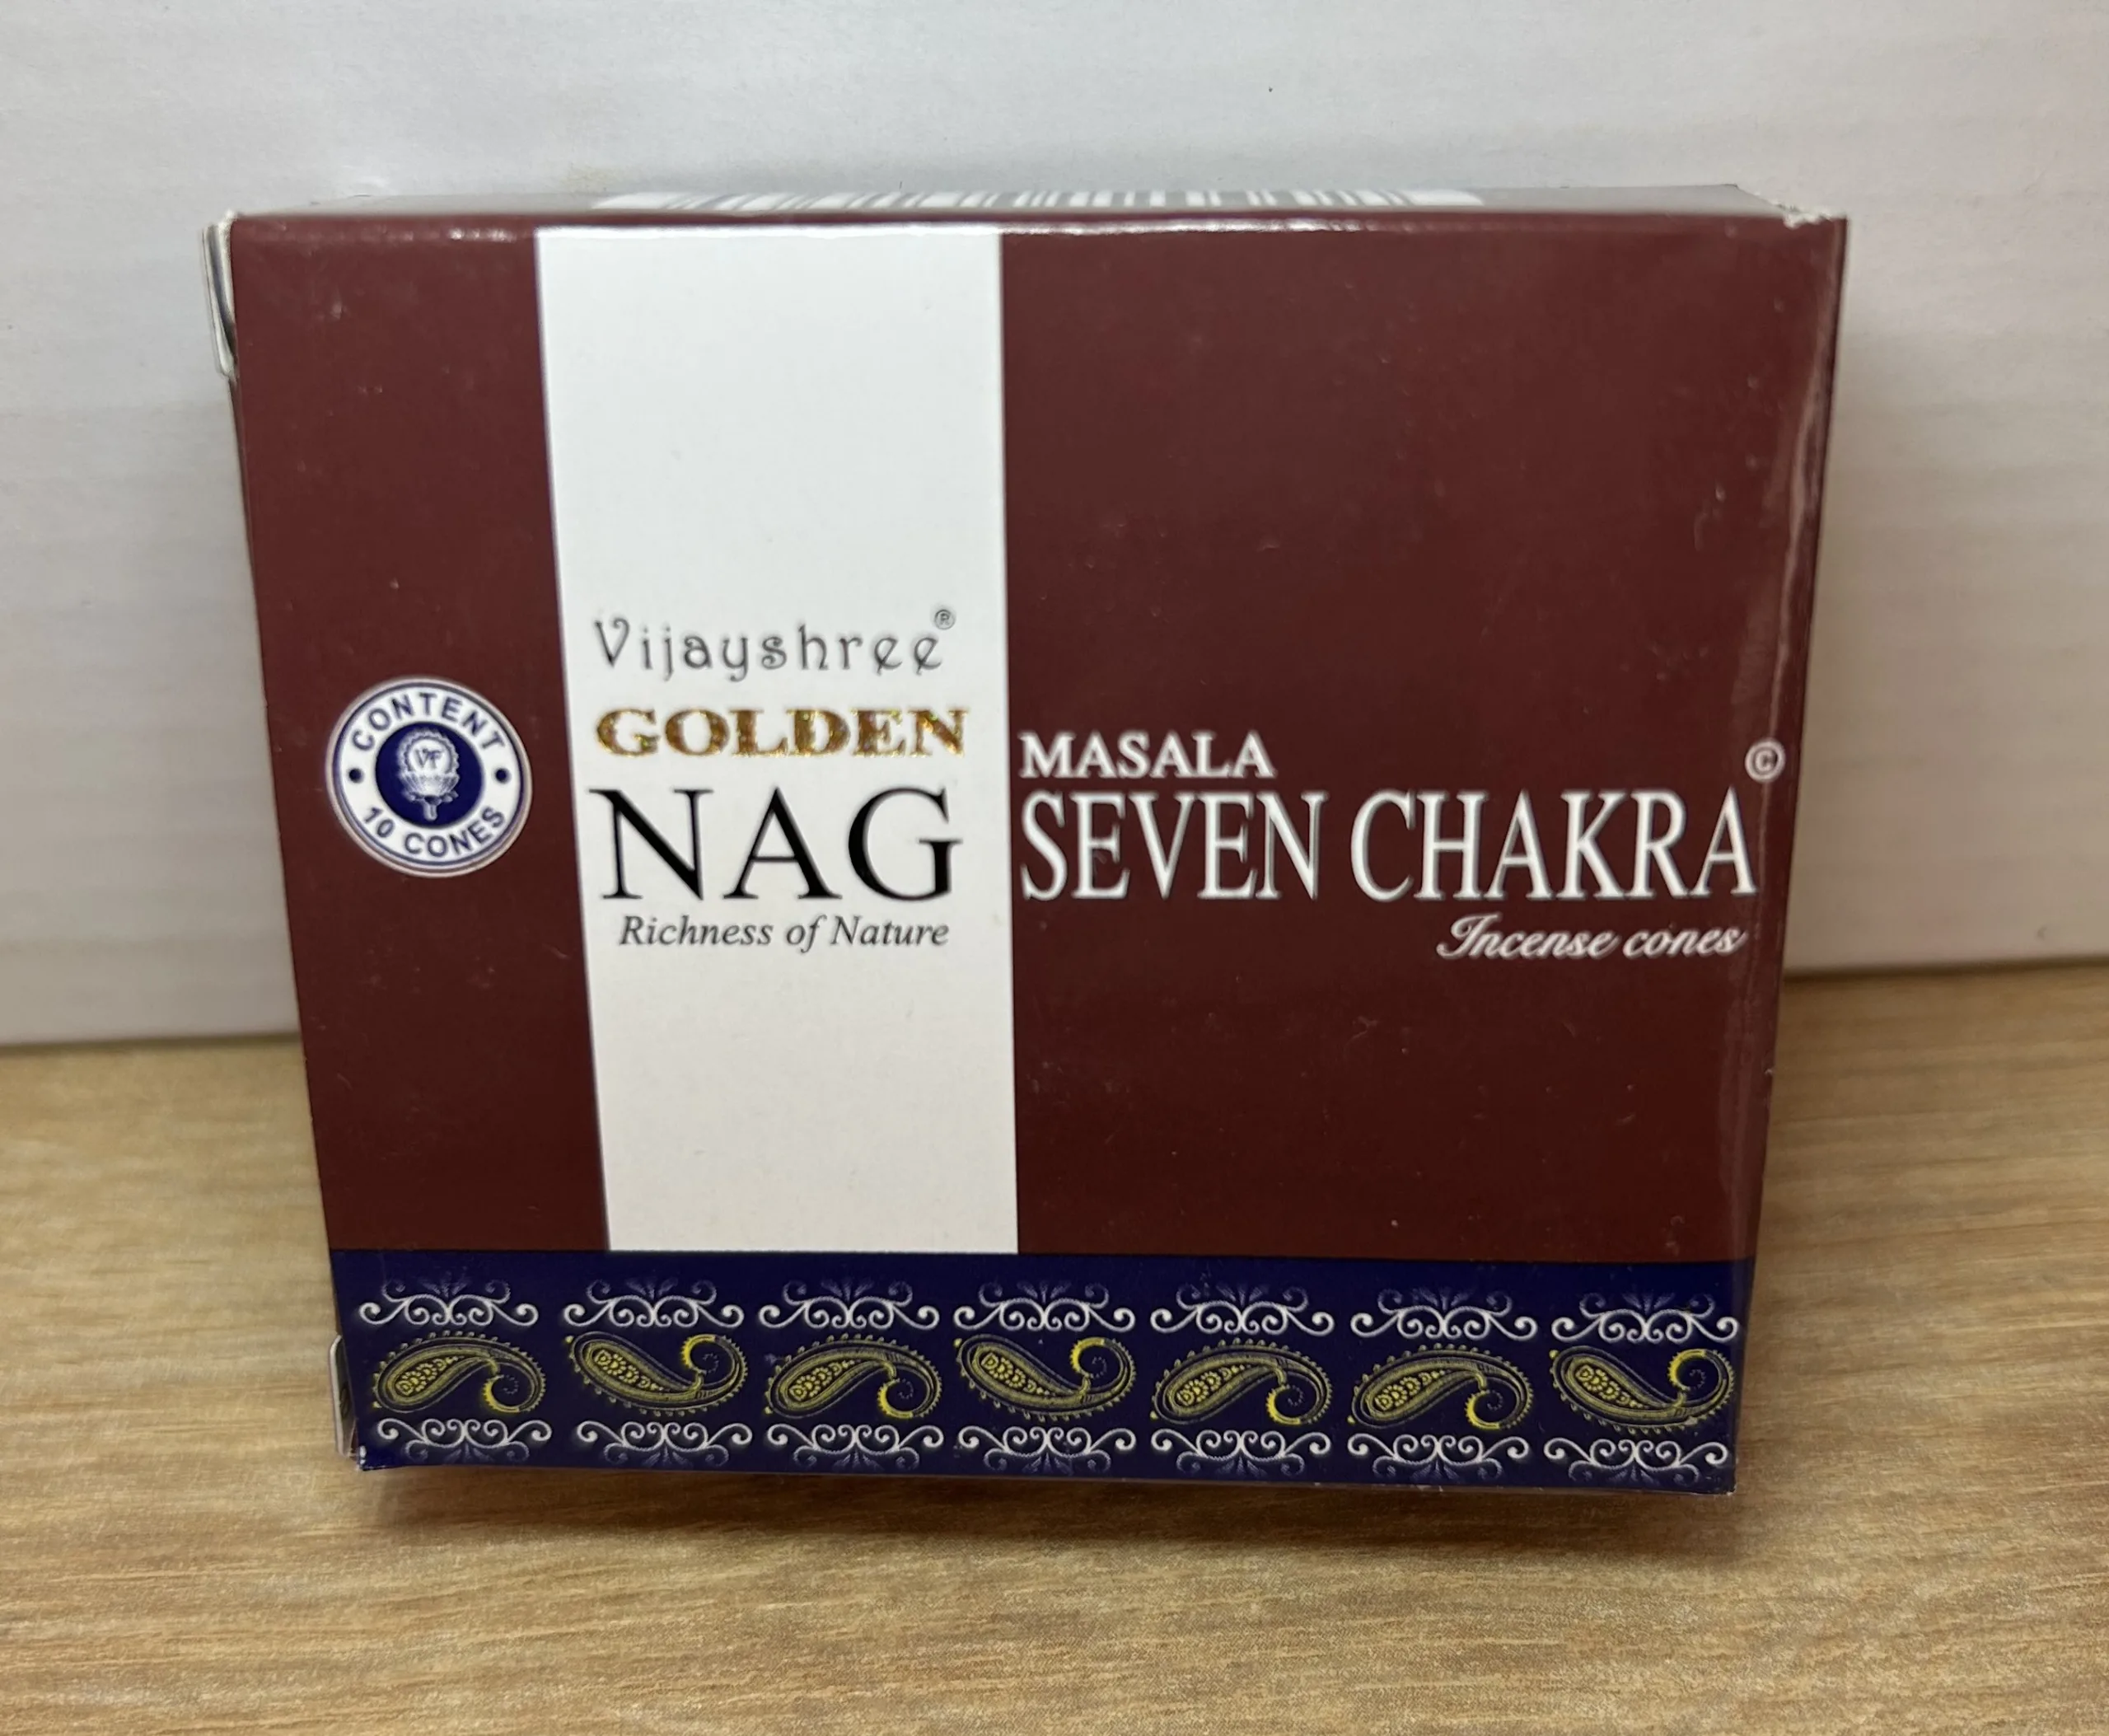 CONTENT
VF
10 CONES
Vijayshree®
GOLDEN
NAG
Richness of Nature
MASALA
SEVEN CHAKRA©
Incense cones